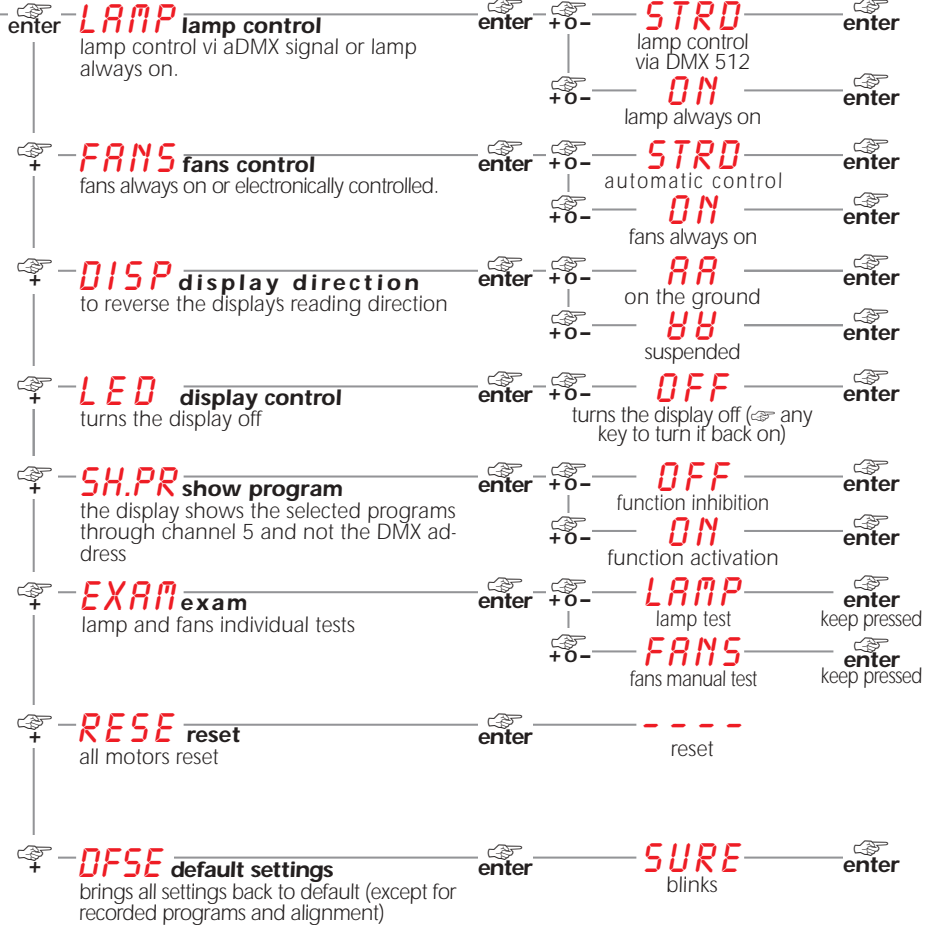 enter LAMP lamp control enter +o- STRD enter
lamp control vi aDMX signal or lamp
always on.
lamp control
via DMX 512
+o- ON enter
lamp always on
+ FANS fans control enter +o- STRD enter
fans always on or electronically controlled.
automatic control
+o- ON enter
fans always on
+ DISP display direction enter +o- AA enter
to reverse the display's reading direction
on the ground
+o- enter
suspended
+ LED display control enter +o- OFF enter
turns the display off
turns the display off (☞ any
key to turn it back on)
+ SH.PR show program enter +o- OFF enter
the display shows the selected programs
through channel 5 and not the DMX ad-
dress
function inhibition
+o- ON enter
function activation
+ EXAM exam enter +o- LAMP enter
lamp and fans individual tests
lamp test keep pressed
+o- FANS enter
fans manual test keep pressed
+ RESE reset enter - - - -
all motors reset
reset
+ DFSE default settings enter SURE enter
brings all settings back to default (except for
recorded programs and alignment)
blinks